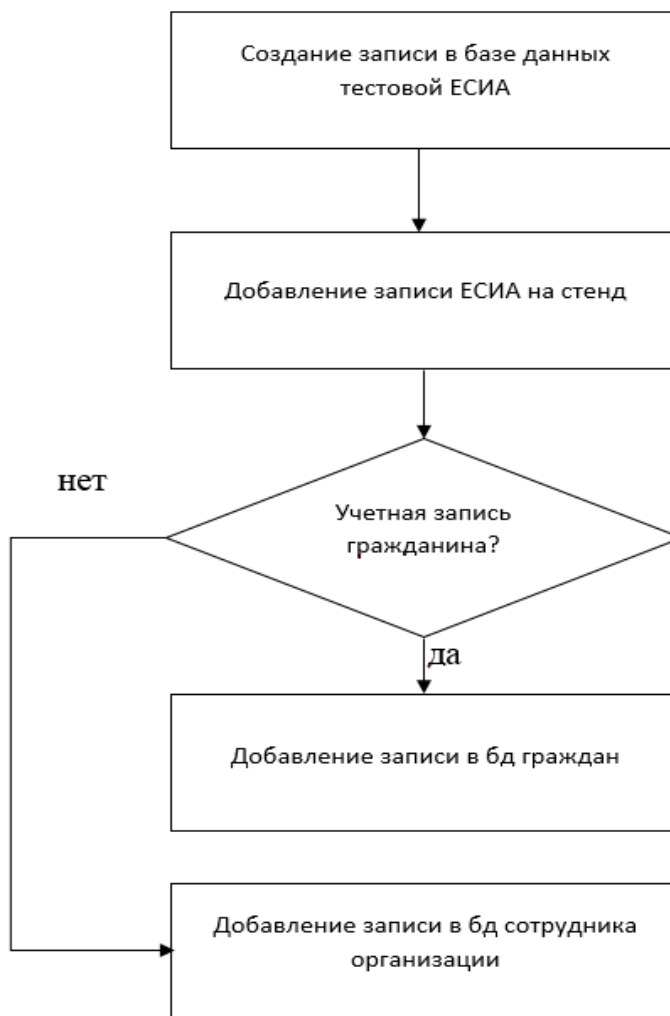 Создание записи в базе данных
тестовой ЕСИА
Добавление записи ЕСИА на стенд
нет
Учетная запись
гражданина?
да
Добавление записи в бд граждан
Добавление записи в бд сотрудника
организации